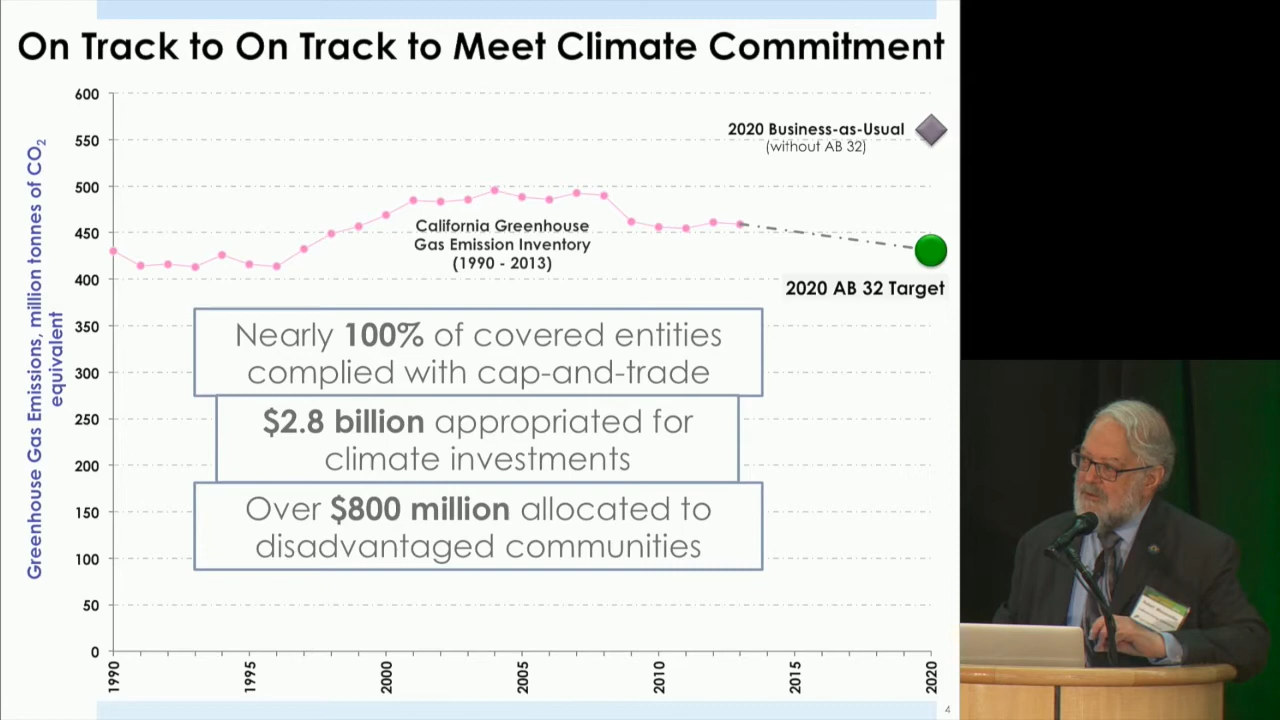 On Track to On Track to Meet Climate Commitment
Greenhouse Gas Emissions, million tonnes of CO2
equivalent
600
550
500
450
400
350
300
250
200
150
100
50
0
2020 Business-as-Usual
(without AB 32)
California Greenhouse
Gas Emission Inventory
(1990 - 2013)
2020 AB 32 Target
Nearly 100% of covered entities
complied with cap-and-trade
$2.8 billion appropriated for
climate investments
Over $800 million allocated to
disadvantaged communities
1990
1995
2000
2005
2010
2015
2020
4